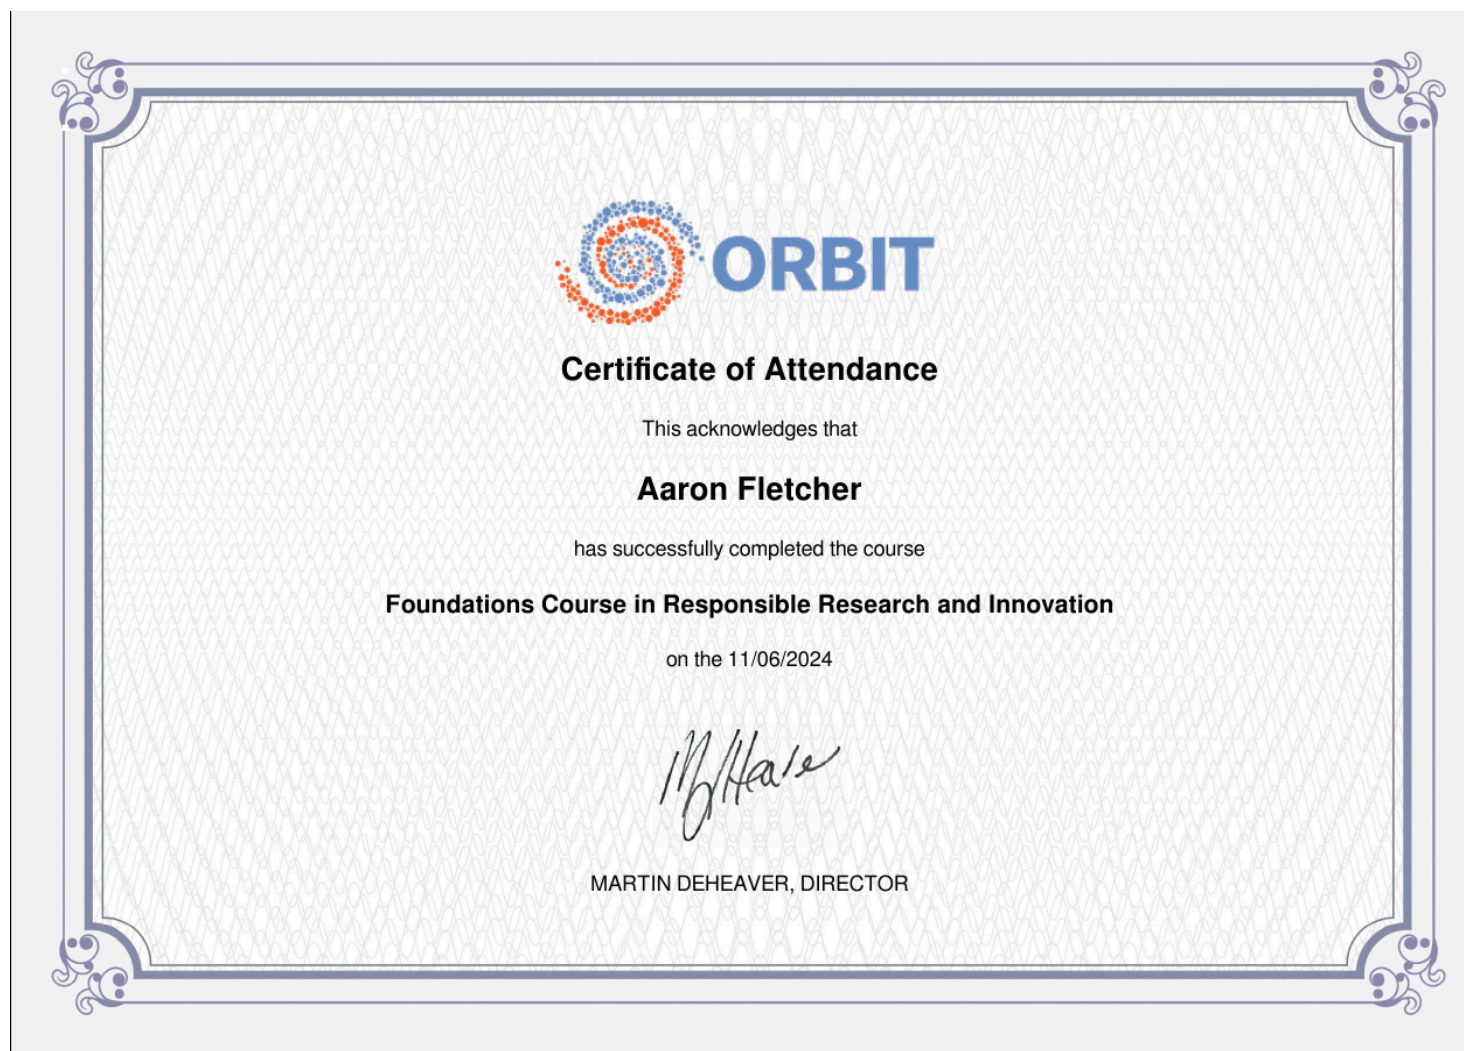 ORBIT
Certificate of Attendance
This acknowledges that
Aaron Fletcher
has successfully completed the course
Foundations Course in Responsible Research and Innovation
on the 11/06/2024
MARTIN DEHEAVER, DIRECTOR